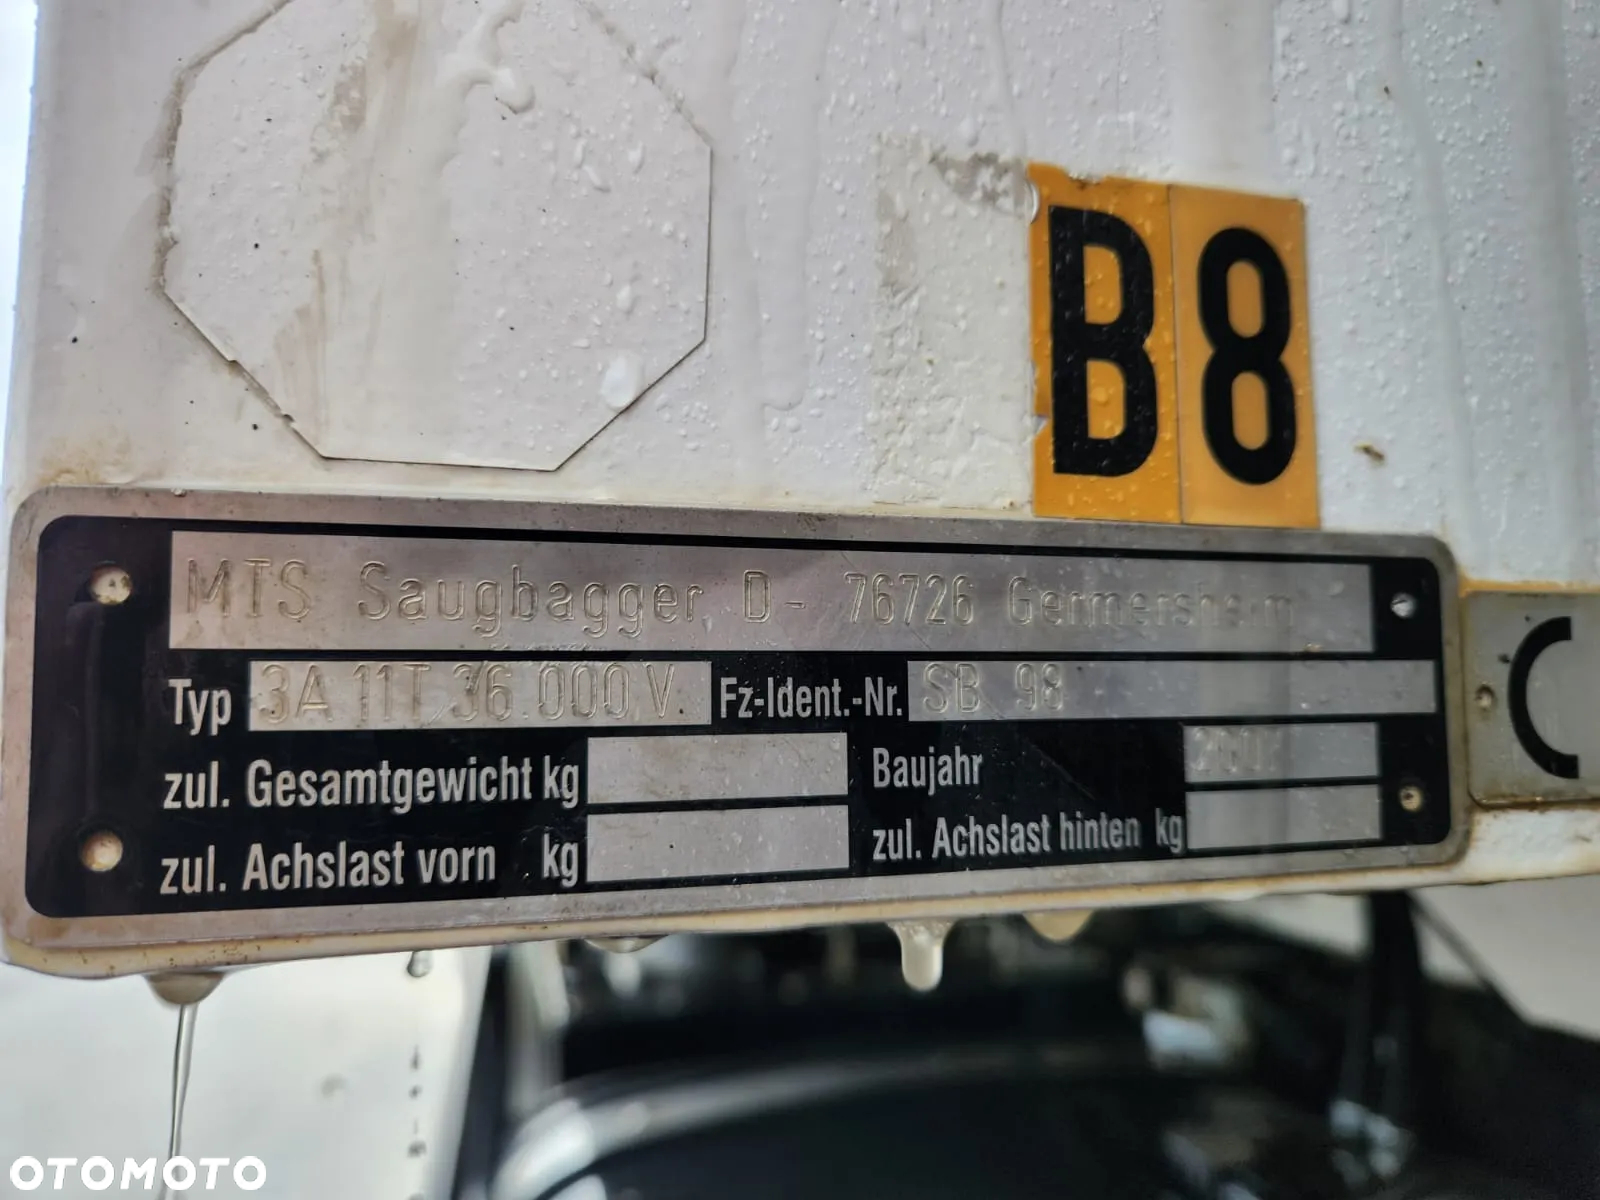 B8
MTS Saugbagger D- 76726 Germersheim
Typ 3A 11T 36.000 V Fz-Ident.-Nr. SB 98
zul. Gesamtgewicht kg Baujahr
zul. Achslast vorn kg zul. Achslast hinten kg
C
OTOMOTO